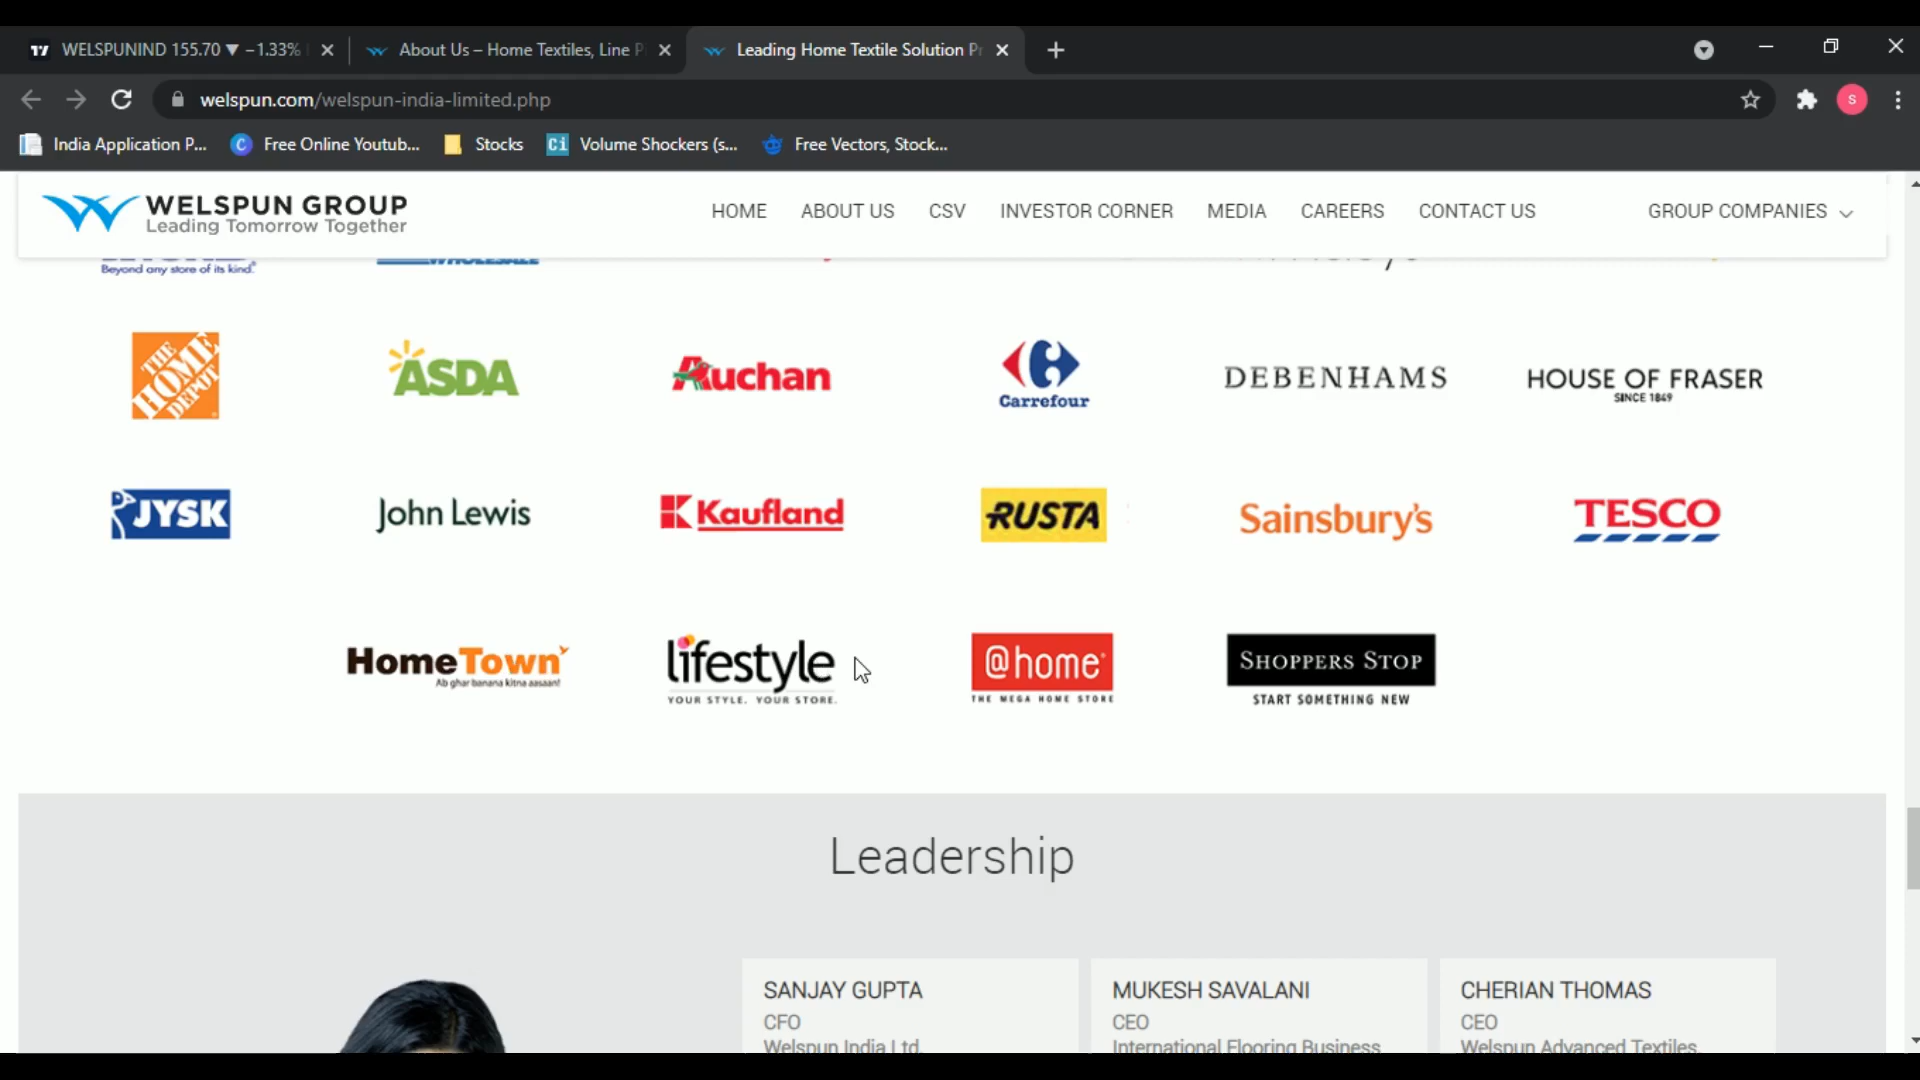 WELSPUNIND 155.70 ▼ −1.33%
About Us – Home Textiles, Line P
Leading Home Textile Solution Pr
welspun.com/welspun-india-limited.php
S
India Application P...
Free Online Youtub...
Stocks
Ci
Volume Shockers (s...
Free Vectors, Stock...
WELSPUN GROUP
Leading Tomorrow Together
HOME
ABOUT US
CSV
INVESTOR CORNER
MEDIA
CAREERS
CONTACT US
GROUP COMPANIES
Beyond any store of its kind.®
WHOLESALE
THE HOME DEPOT
ASDA
Auchan
Carrefour
DEBENHAMS
HOUSE OF FRASER
SINCE 1849
JYSK
John Lewis
Kaufland
RUSTA
Sainsbury's
TESCO
HomeTown
Ab ghar banana kitna aasaan!
lifestyle
YOUR STYLE. YOUR STORE.
@home
THE MEGA HOME STORE
SHOPPERS STOP
START SOMETHING NEW
Leadership
SANJAY GUPTA
CFO
Welspun India Ltd.
MUKESH SAVALANI
CEO
International Flooring Business
CHERIAN THOMAS
CEO
Welspun Advanced Textiles.